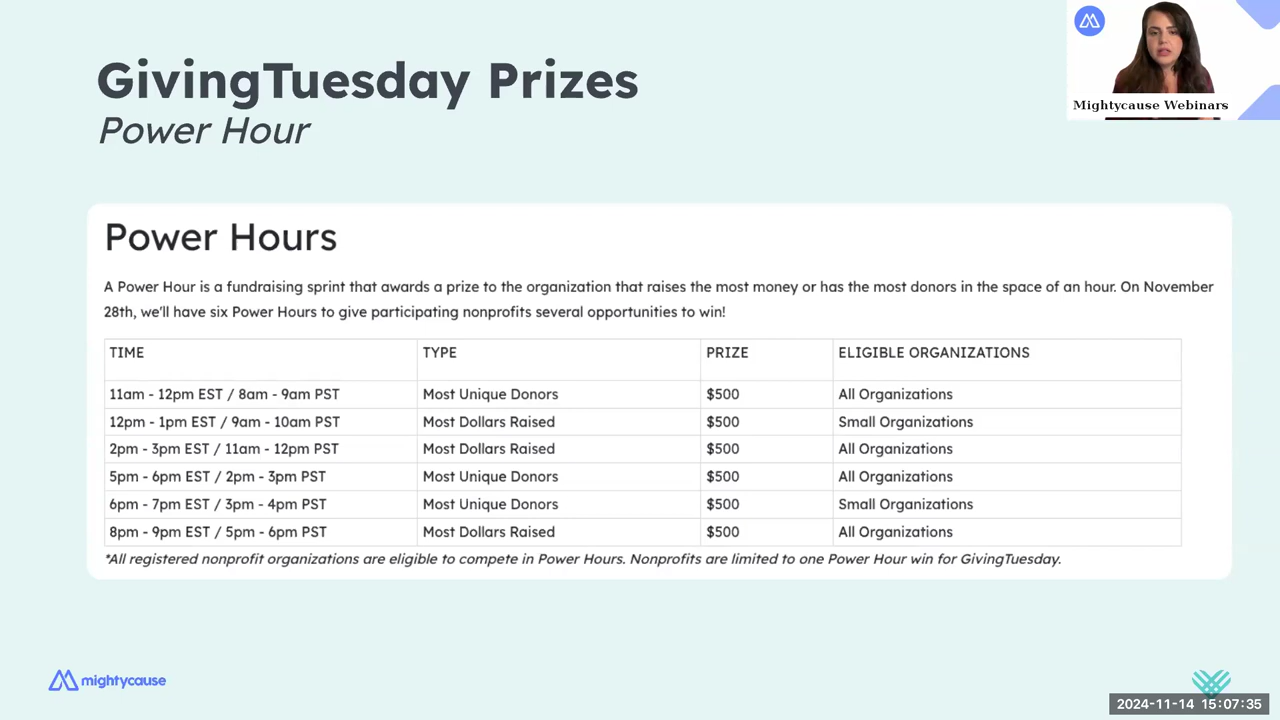 GivingTuesday Prizes
Power Hour
Mightycause Webinars
Power Hours
A Power Hour is a fundraising sprint that awards a prize to the organization that raises the most money or has the most donors in the space of an hour. On November
28th, we'll have six Power Hours to give participating nonprofits several opportunities to win!
TIME TYPE PRIZE ELIGIBLE ORGANIZATIONS
11am - 12pm EST / 8am - 9am PST Most Unique Donors $500 All Organizations
12pm - 1pm EST / 9am - 10am PST Most Dollars Raised $500 Small Organizations
2pm - 3pm EST / 11am - 12pm PST Most Dollars Raised $500 All Organizations
5pm - 6pm EST / 2pm - 3pm PST Most Unique Donors $500 All Organizations
6pm - 7pm EST / 3pm - 4pm PST Most Unique Donors $500 Small Organizations
8pm - 9pm EST / 5pm - 6pm PST Most Dollars Raised $500 All Organizations
*All registered nonprofit organizations are eligible to compete in Power Hours. Nonprofits are limited to one Power Hour win for GivingTuesday.
mightycause
2024-11-14 15:07:35